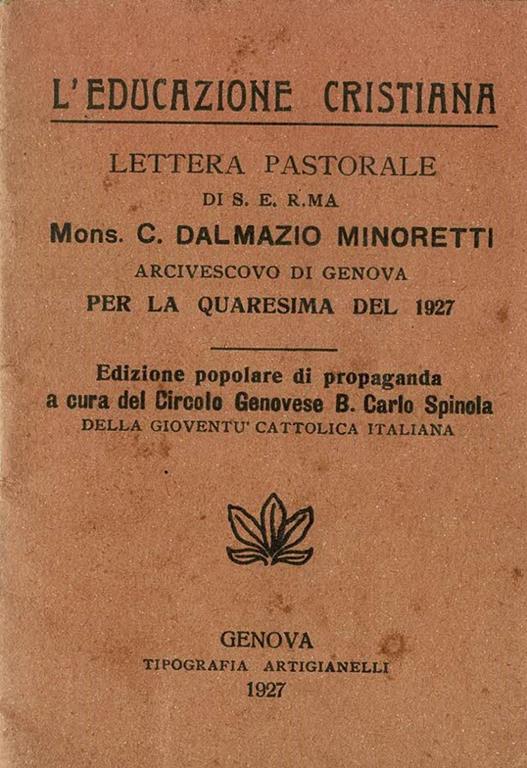 L'EDUCAZIONE CRISTIANA
LETTERA PASTORALE
DI S. E. R.MA
Mons. C. DALMAZIO MINORETTI
ARCIVESCOVO DI GENOVA
PER LA QUARESIMA DEL 1927
Edizione popolare di propaganda
a cura del Circolo Genovese B. Carlo Spinola
DELLA GIOVENTU' CATTOLICA ITALIANA
GENOVA
TIPOGRAFIA ARTIGIANELLI
1927